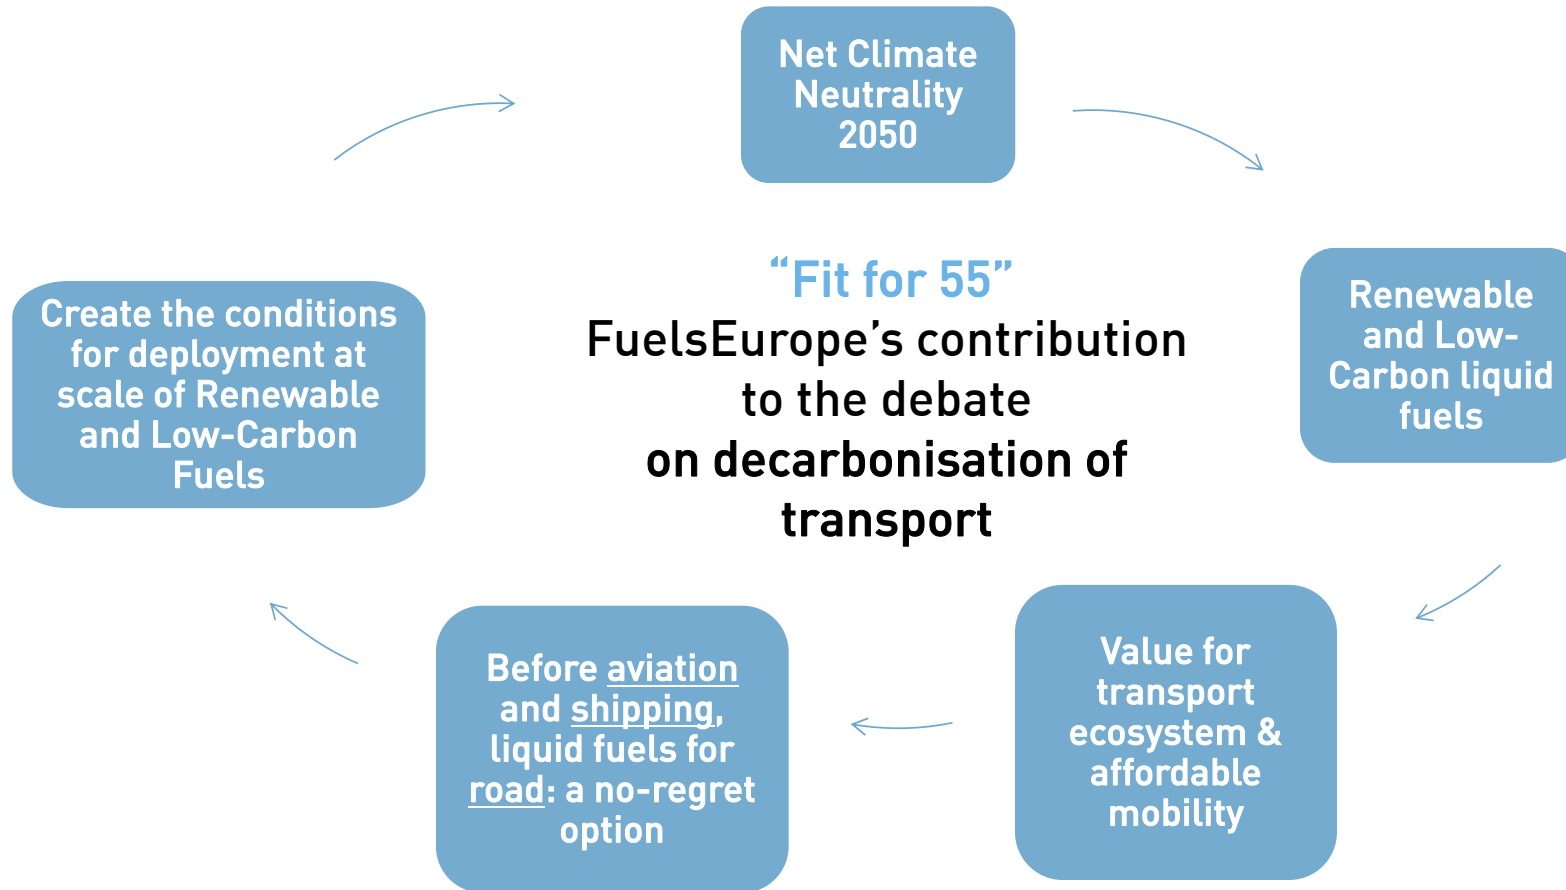 Net Climate
Neutrality
2050
“Fit for 55”
FuelsEurope’s contribution
to the debate
on decarbonisation of
transport
Renewable
and Low-
Carbon liquid
fuels
Value for
transport
ecosystem &
affordable
mobility
Before aviation
and shipping,
liquid fuels for
road: a no-regret
option
Create the conditions
for deployment at
scale of Renewable
and Low-Carbon
Fuels